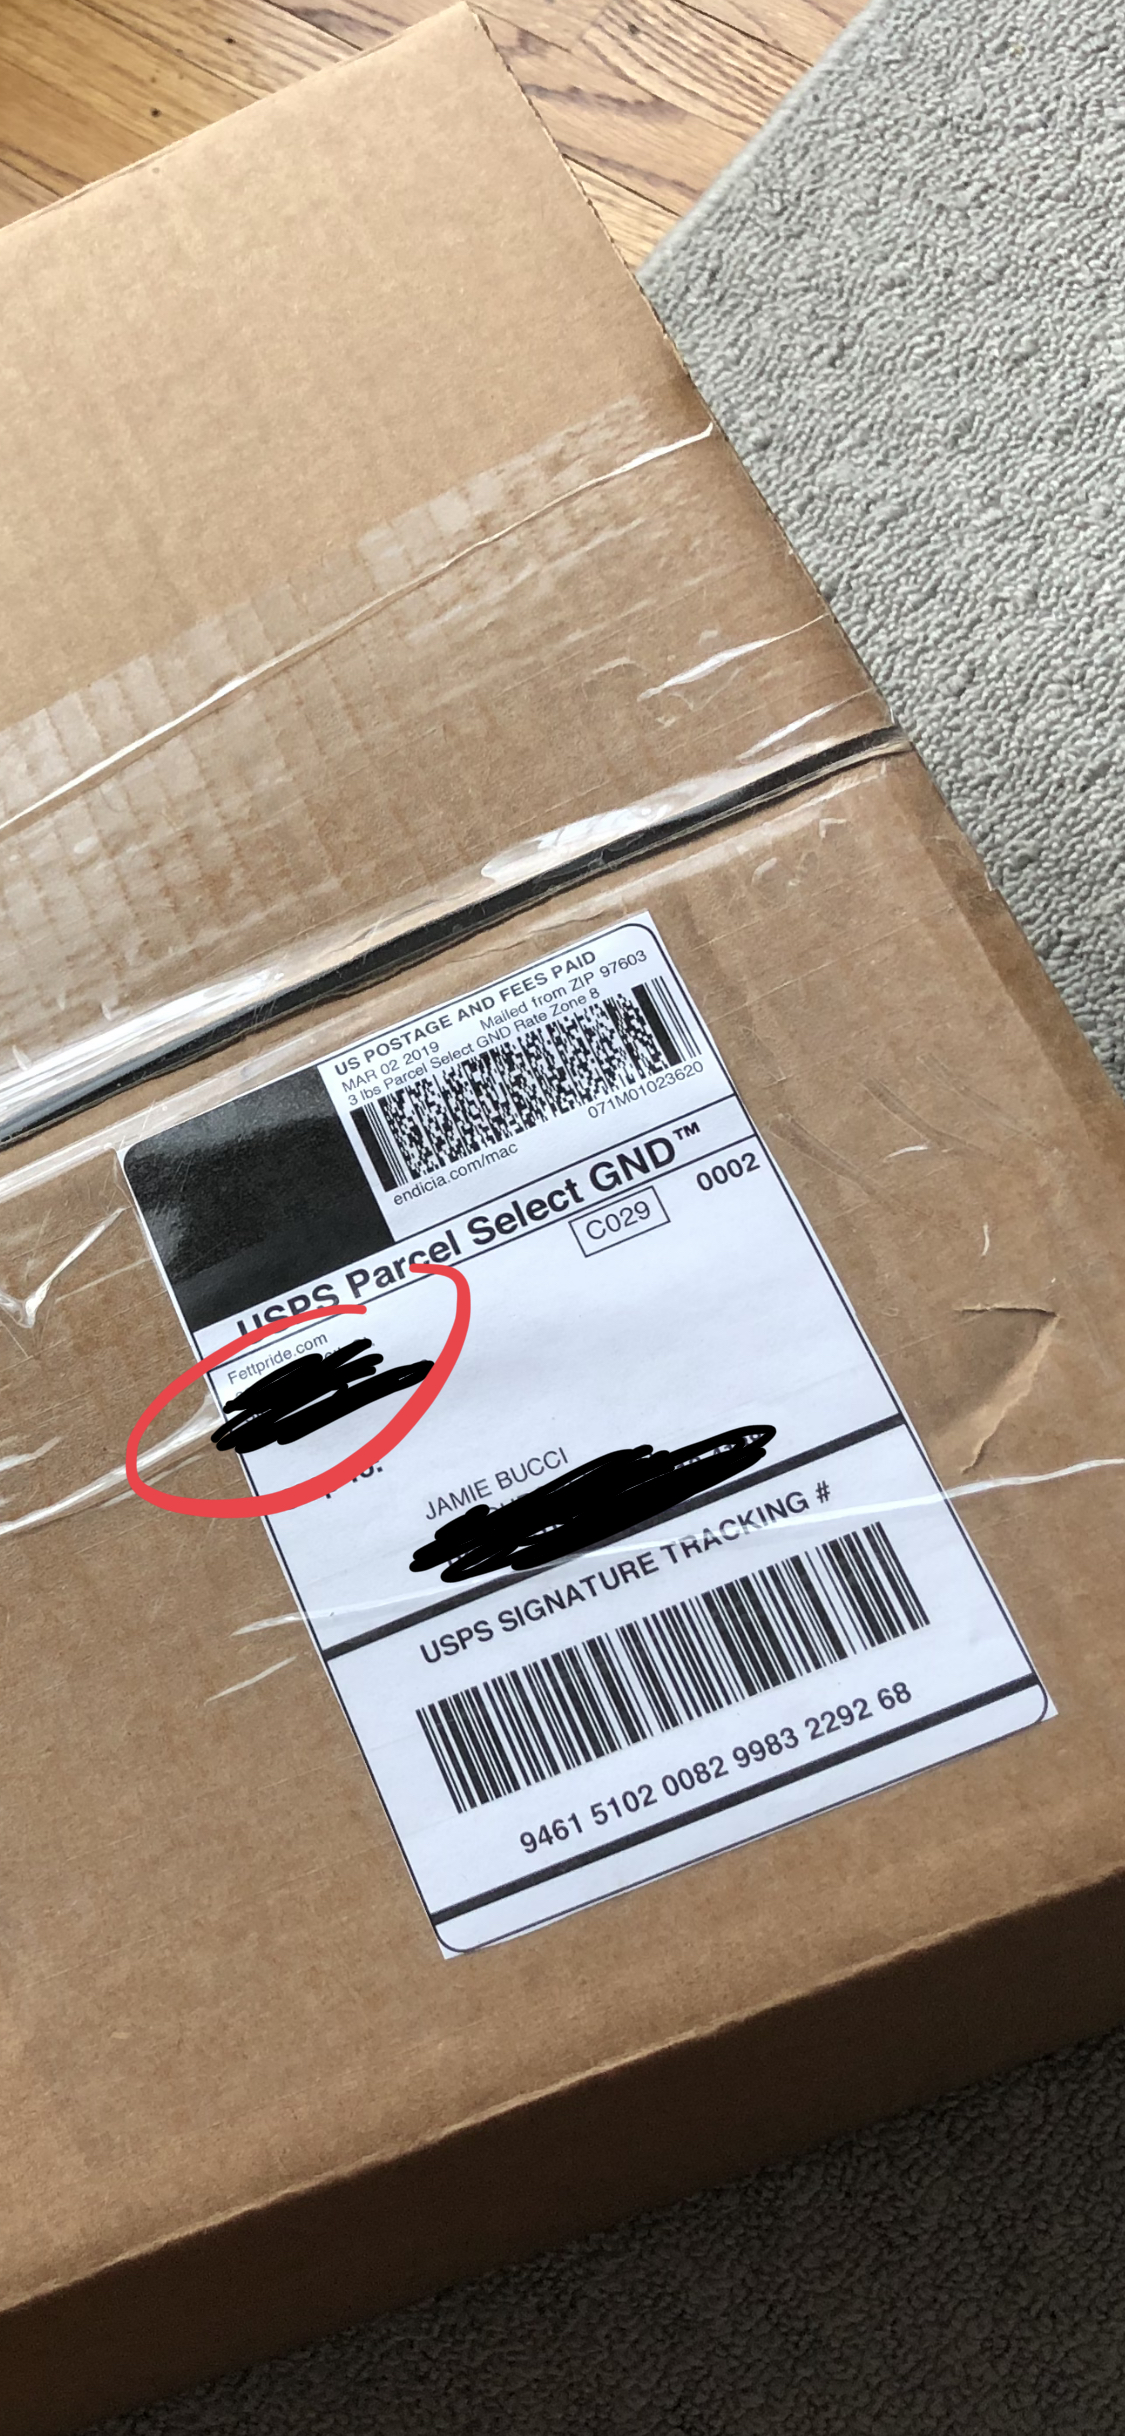 US POSTAGE AND FEES PAID
MAR 02 2019 Mailed from ZIP 97603
3 lbs Parcel Select GND Rate Zone 8
071M01023620
endicia.com/mac
USPS Parcel Select GND™
0002
C029
Fettpride.com
JAMIE BUCCI
USPS SIGNATURE TRACKING #
9461 5102 0082 9983 2292 68